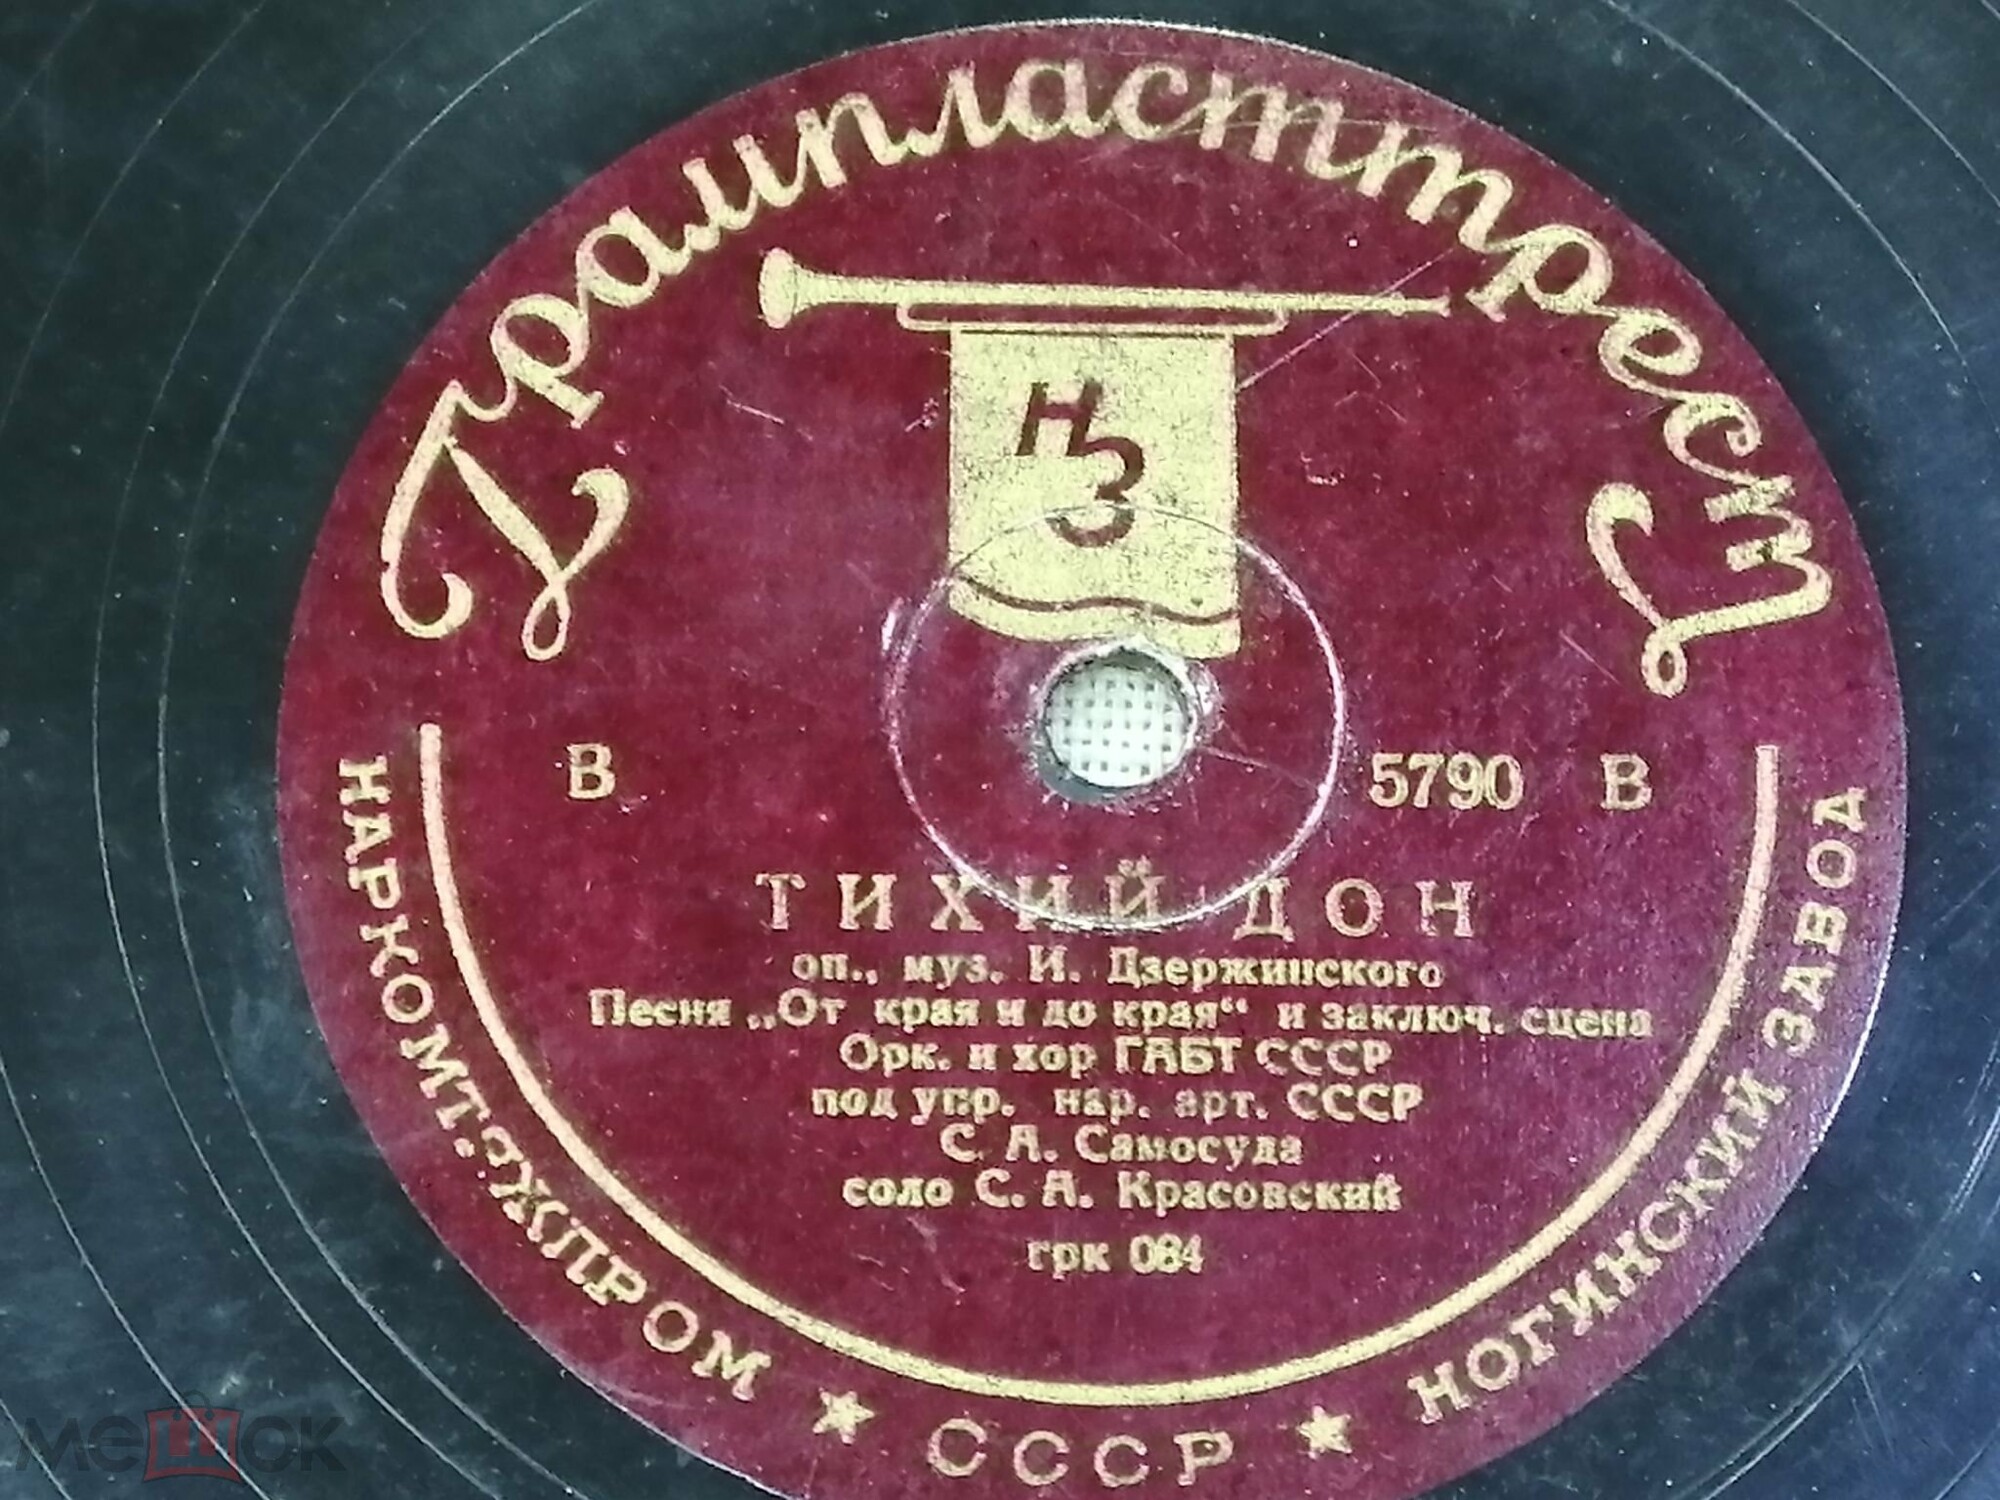 Грампласттрест
НЗ
В 5790 В
ТИХИЙ ДОН
оп., муз. И. Дзержинского
Песня „От края и до края“ и заключ. сцена
Орк. и хор ГАБТ СССР
под упр. нар. арт. СССР
С. А. Самосуда
соло С. А. Красовский
грк 084
НАРКОМТЯЖПРОМ ★ СССР ★ НОГИНСКИЙ ЗАВОД
мешок